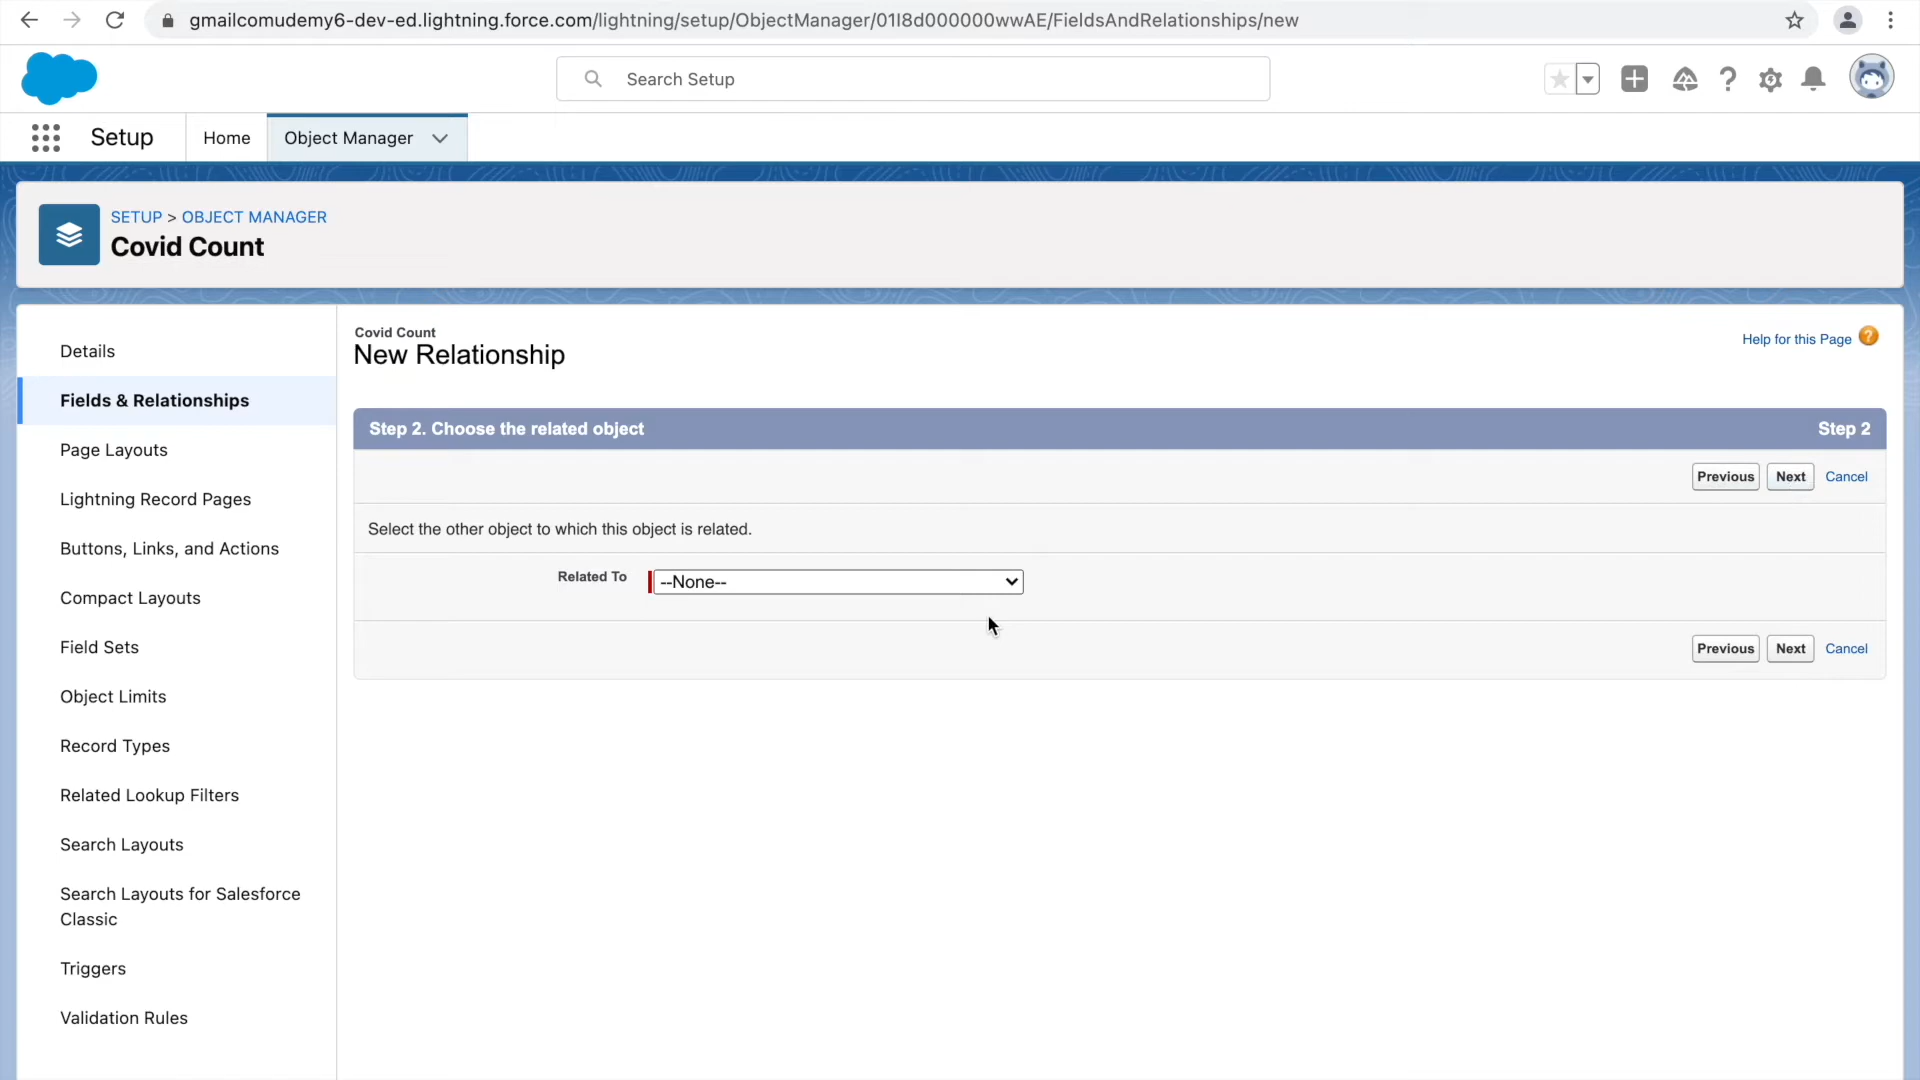 gmailcomudemy6-dev-ed.lightning.force.com/lightning/setup/ObjectManager/01I8d000000wwAE/FieldsAndRelationships/new
Search Setup
Setup
Home
Object Manager
SETUP > OBJECT MANAGER
Covid Count
Details
Fields & Relationships
Page Layouts
Lightning Record Pages
Buttons, Links, and Actions
Compact Layouts
Field Sets
Object Limits
Record Types
Related Lookup Filters
Search Layouts
Search Layouts for Salesforce
Classic
Triggers
Validation Rules
Covid Count
New Relationship
Help for this Page
Step 2. Choose the related object
Step 2
Previous Next Cancel
Select the other object to which this object is related.
Related To
--None--
Previous Next Cancel